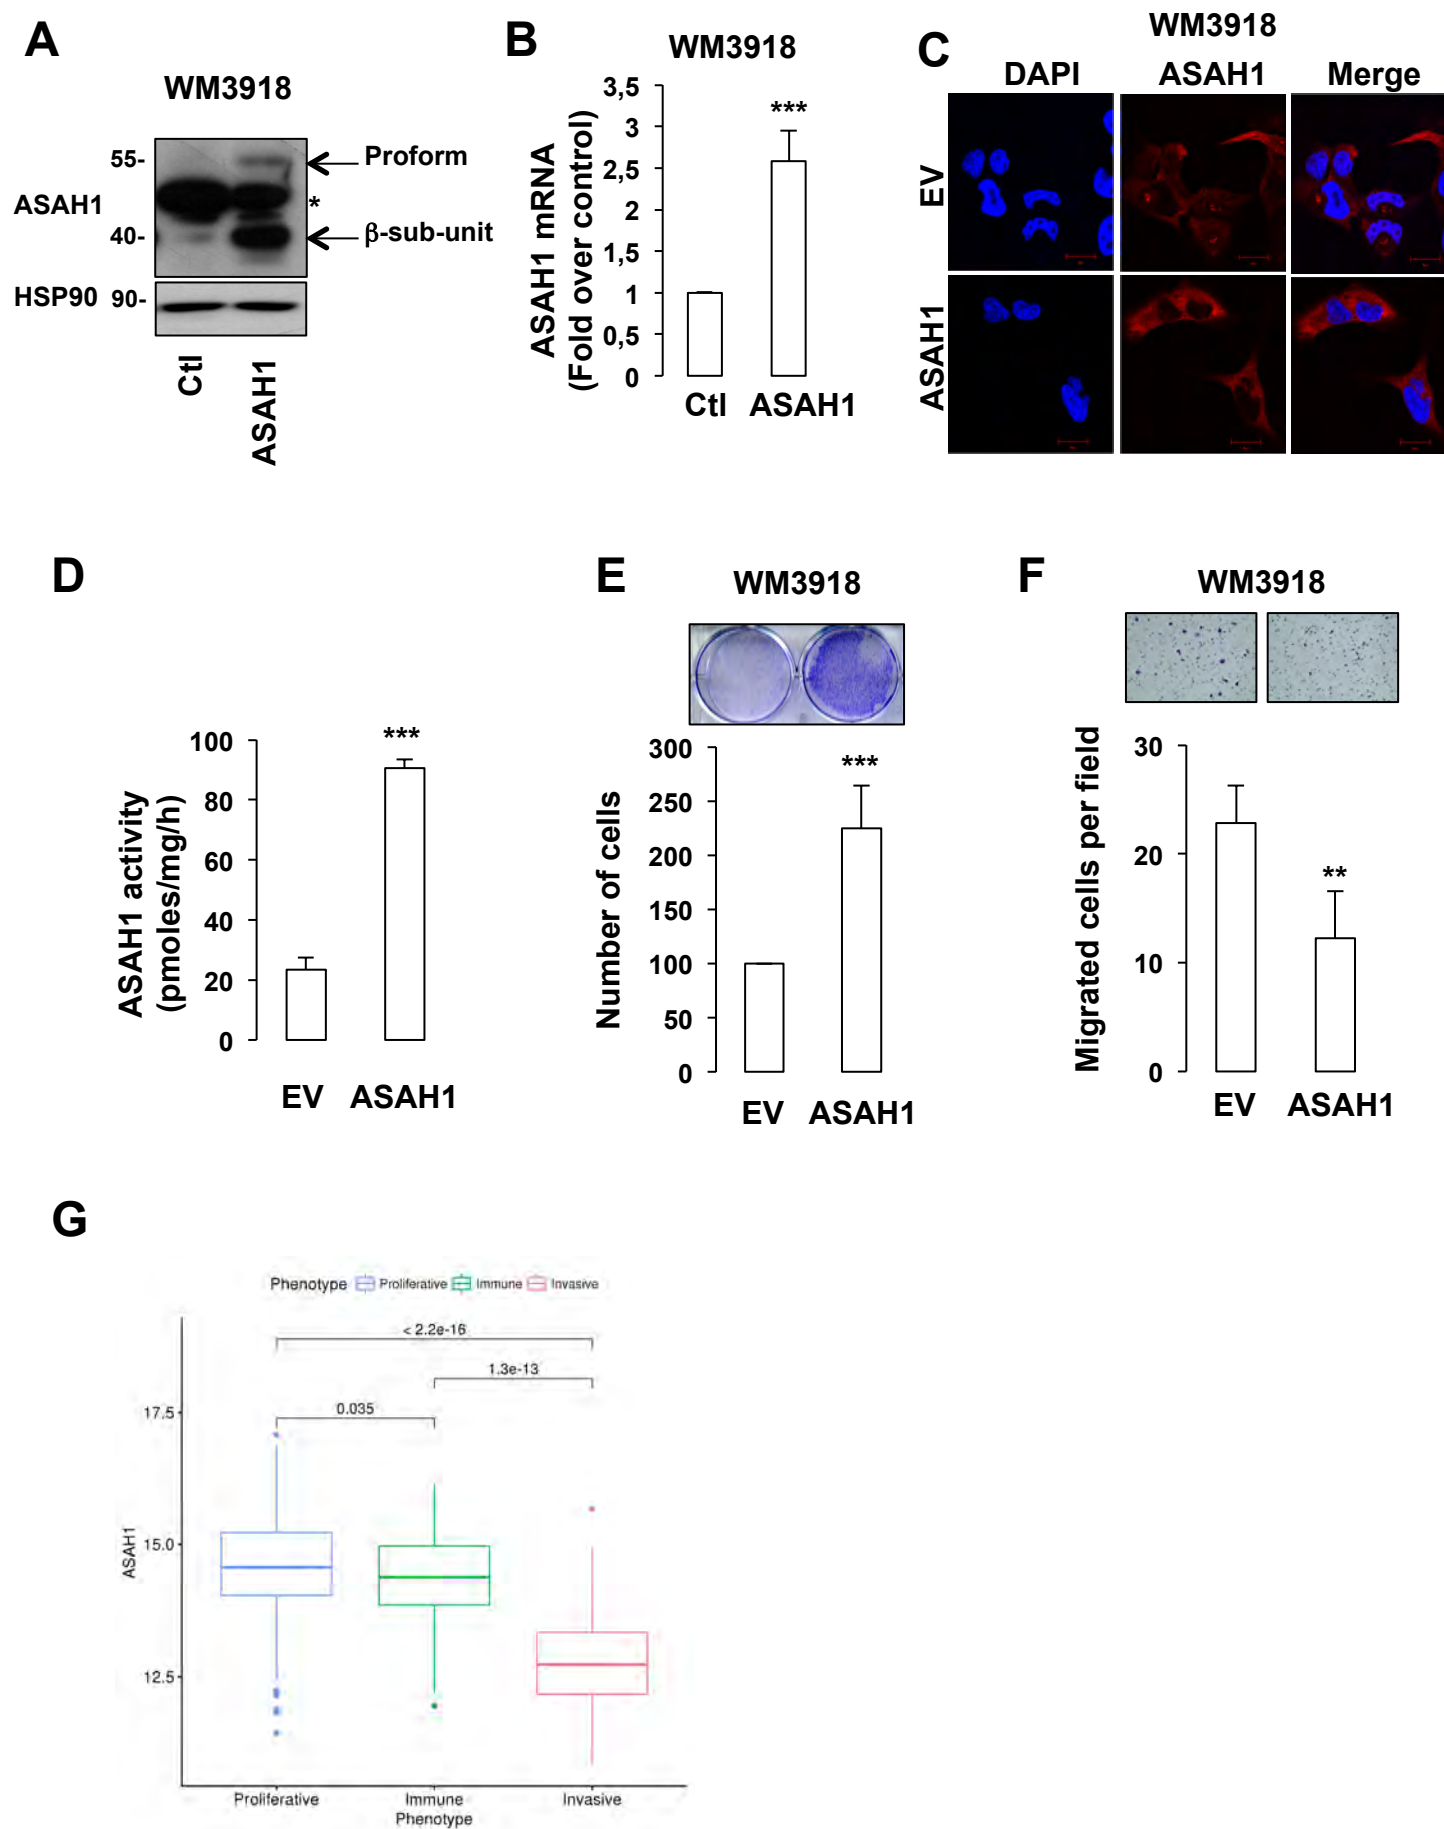 A
WM3918
55-
Proform
ASAH1
*
40-
β-sub-unit
HSP90
90-
Ctl
ASAH1
B
WM3918
ASAH1 mRNA
(Fold over control)
3,5
3
2,5
2
1,5
1
0,5
0
***
Ctl
ASAH1
C
WM3918
DAPI
ASAH1
Merge
EV
ASAH1
D
ASAH1 activity
(pmoles/mg/h)
100
80
60
40
20
0
***
EV
ASAH1
E
WM3918
Number of cells
300
250
200
150
100
50
0
***
EV
ASAH1
F
WM3918
Migrated cells per field
30
20
10
0
**
EV
ASAH1
G
Phenotype Proliferative Immune Invasive
< 2.2e-16
1.3e-13
0.035
17.5
15.0
12.5
ASAH1
Proliferative
Immune
Invasive
Phenotype